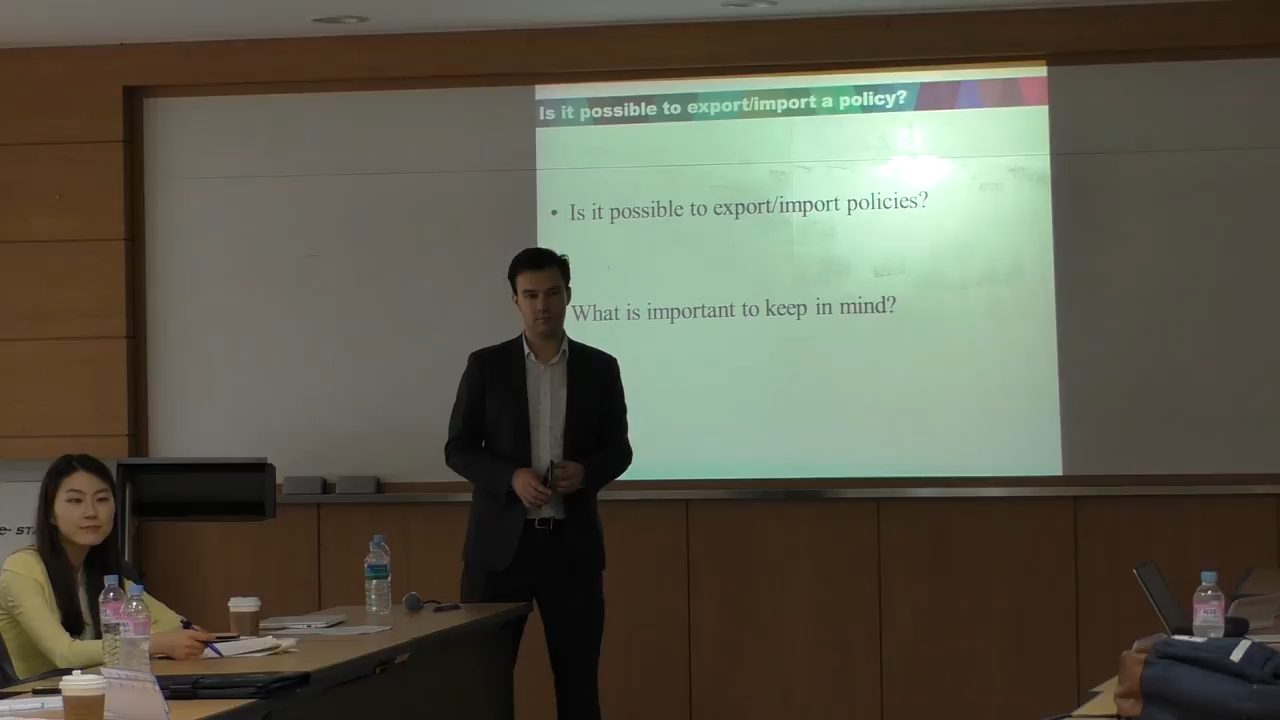 Is it possible to export/import a policy?
• Is it possible to export/import policies?
What is important to keep in mind?